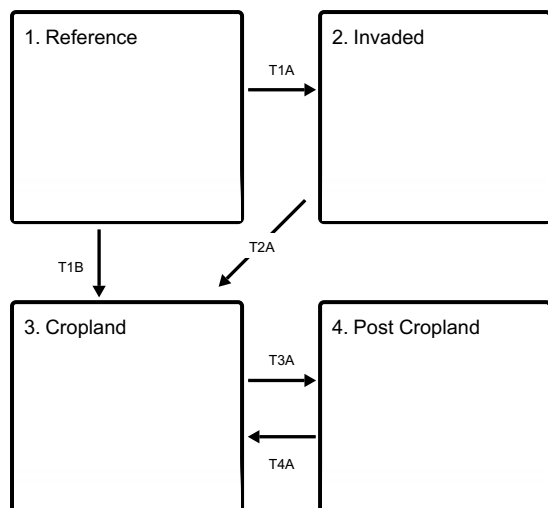 1. Reference
2. Invaded
T1A
T1B
T2A
3. Cropland
4. Post Cropland
T3A
T4A